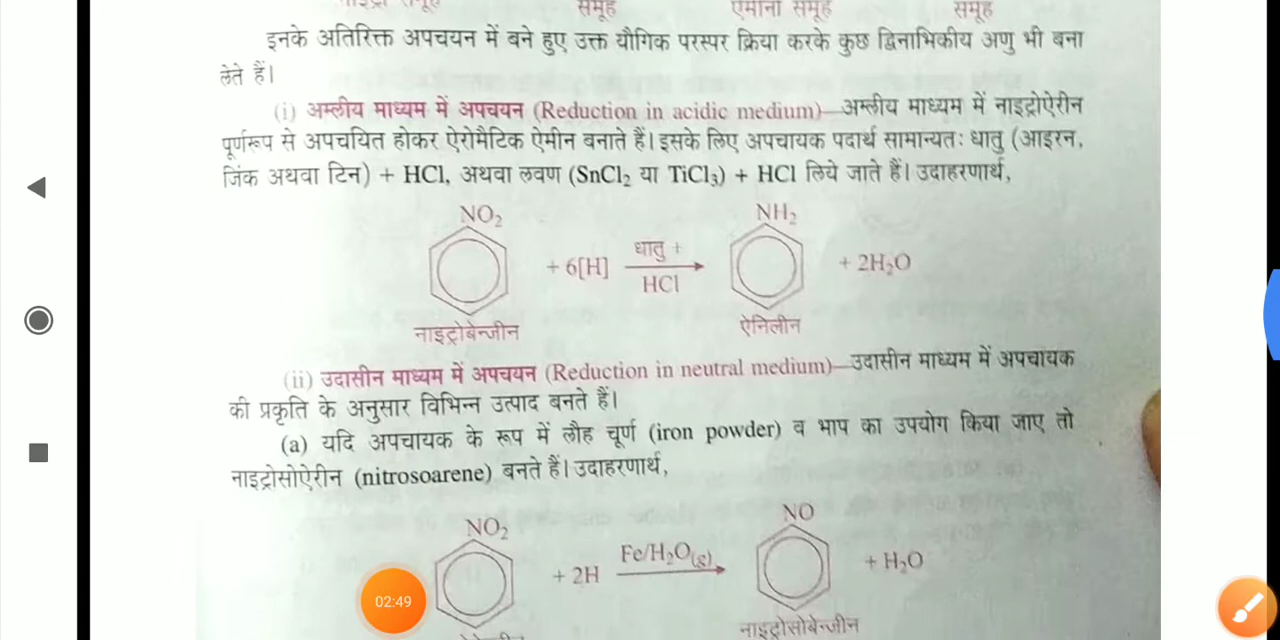 समूह एमीनो समूह समूह
इनके अतिरिक्त अपचयन में बने हुए उक्त यौगिक परस्पर क्रिया करके कुछ द्विनाभिकीय अणु भी बना
लेते हैं।
(i) अम्लीय माध्यम में अपचयन (Reduction in acidic medium)—अम्लीय माध्यम में नाइट्रोऐरीन
पूर्णरूप से अपचयित होकर ऐरोमैटिक ऐमीन बनाते हैं। इसके लिए अपचायक पदार्थ सामान्यतः धातु (आइरन,
जिंक अथवा टिन) + HCl, अथवा लवण (SnCl₂ या TiCl₃) + HCl लिये जाते हैं। उदाहरणार्थ,
NO₂ NH₂
+ 6[H] धातु + HCl + 2H₂O
नाइट्रोबेन्जीन ऐनिलीन
(ii) उदासीन माध्यम में अपचयन (Reduction in neutral medium)—उदासीन माध्यम में अपचायक
की प्रकृति के अनुसार विभिन्न उत्पाद बनते हैं।
(a) यदि अपचायक के रूप में लौह चूर्ण (iron powder) व भाप का उपयोग किया जाए तो
नाइट्रोसोऐरीन (nitrosoarene) बनते हैं। उदाहरणार्थ,
NO₂ NO
+ 2H Fe/H₂O(g) + H₂O
02:49
नाइट्रोसोबेन्जीन